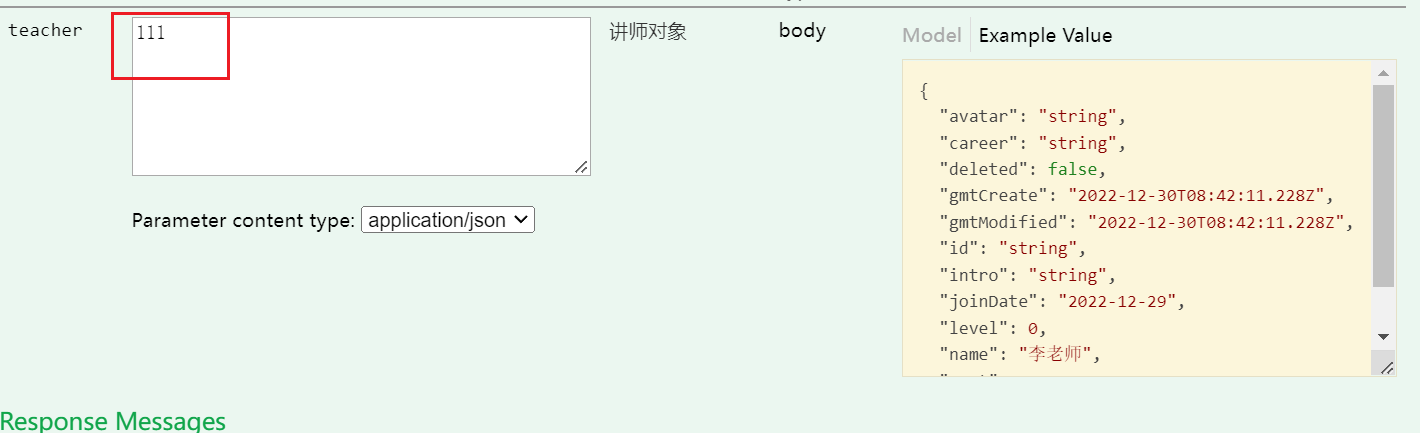 teacher
111
讲师对象
body
Model
Example Value
{
"avatar": "string",
"career": "string",
"deleted": false,
"gmtCreate": "2022-12-30T08:42:11.228Z",
"gmtModified": "2022-12-30T08:42:11.228Z",
"id": "string",
"intro": "string",
"joinDate": "2022-12-29",
"level": 0,
"name": "李老师",
Parameter content type: application/json
Response Messages